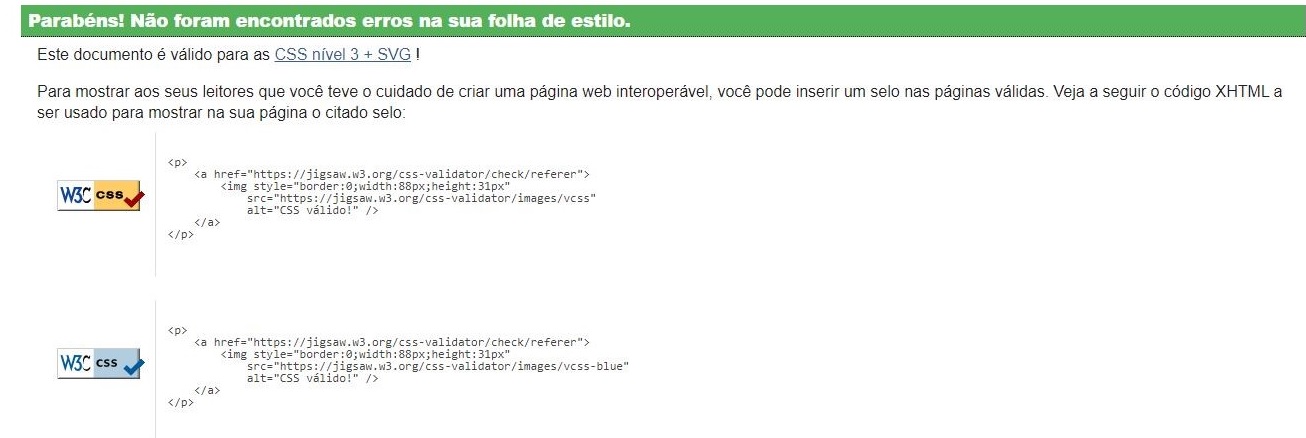 Parabéns! Não foram encontrados erros na sua folha de estilo.
Este documento é válido para as CSS nível 3 + SVG !
Para mostrar aos seus leitores que você teve o cuidado de criar uma página web interoperável, você pode inserir um selo nas páginas válidas. Veja a seguir o código XHTML a
ser usado para mostrar na sua página o citado selo:
W3C css
<p>
<a href="https://jigsaw.w3.org/css-validator/check/referer">
<img style="border:0;width:88px;height:31px"
src="https://jigsaw.w3.org/css-validator/images/vcss"
alt="CSS válido!" />
</a>
</p>
W3C css
<p>
<a href="https://jigsaw.w3.org/css-validator/check/referer">
<img style="border:0;width:88px;height:31px"
src="https://jigsaw.w3.org/css-validator/images/vcss-blue"
alt="CSS válido!" />
</a>
</p>